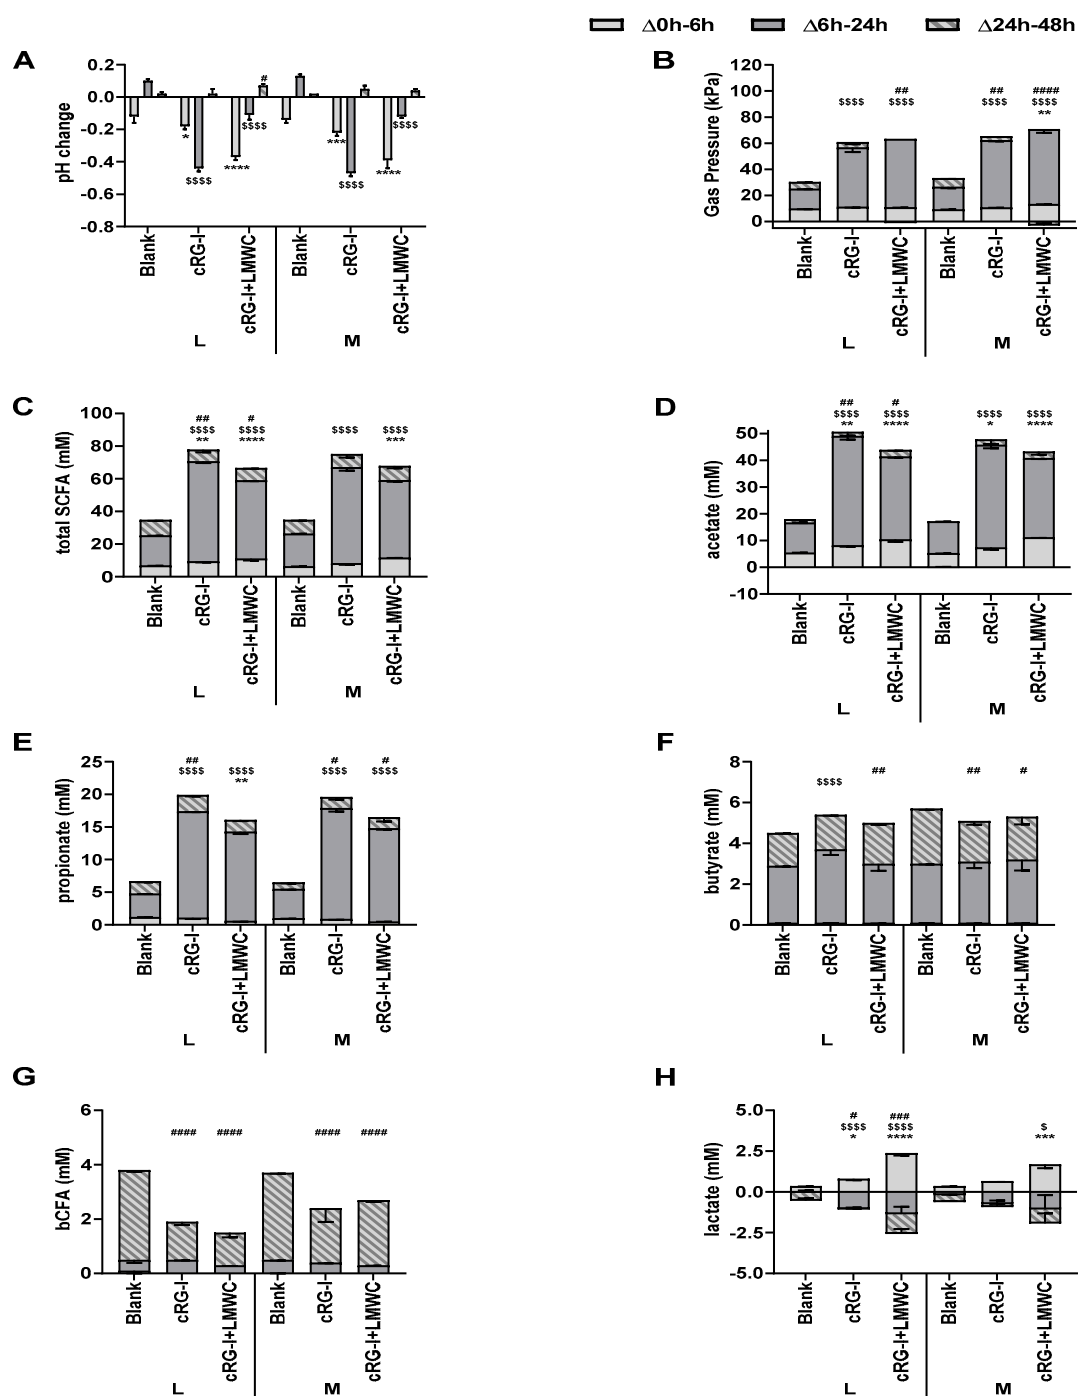 Δ0h-6h Δ6h-24h Δ24h-48h
A
pH change
0.2
0.0
-0.2
-0.4
-0.6
-0.8
*
$$$$
****
$$$$
#
***
$$$$
****
$$$$
Blank
cRG-I
cRG-I+LMWC
Blank
cRG-I
cRG-I+LMWC
L
M
B
Gas Pressure (kPa)
120
100
80
60
40
20
0
$$$$
##
$$$$
##
$$$$
####
$$$$
**
Blank
cRG-I
cRG-I+LMWC
Blank
cRG-I
cRG-I+LMWC
L
M
C
total SCFA (mM)
100
80
60
40
20
0
##
$$$$
**
#
$$$$
****
$$$$
$$$$
***
Blank
cRG-I
cRG-I+LMWC
Blank
cRG-I
cRG-I+LMWC
L
M
D
acetate (mM)
50
40
30
20
10
0
-10
##
$$$$
**
#
$$$$
****
$$$$
*
$$$$
****
Blank
cRG-I
cRG-I+LMWC
Blank
cRG-I
cRG-I+LMWC
L
M
E
propionate (mM)
25
20
15
10
5
0
##
$$$$
$$$$
**
#
$$$$
#
$$$$
Blank
cRG-I
cRG-I+LMWC
Blank
cRG-I
cRG-I+LMWC
L
M
F
butyrate (mM)
8
6
4
2
0
$$$$
##
##
#
Blank
cRG-I
cRG-I+LMWC
Blank
cRG-I
cRG-I+LMWC
L
M
G
bCFA (mM)
6
4
2
0
####
####
####
####
Blank
cRG-I
cRG-I+LMWC
Blank
cRG-I
cRG-I+LMWC
L
M
H
lactate (mM)
5.0
2.5
0.0
-2.5
-5.0
#
$$$$
*
###
$$$$
****
$
***
Blank
cRG-I
cRG-I+LMWC
Blank
cRG-I
cRG-I+LMWC
L
M